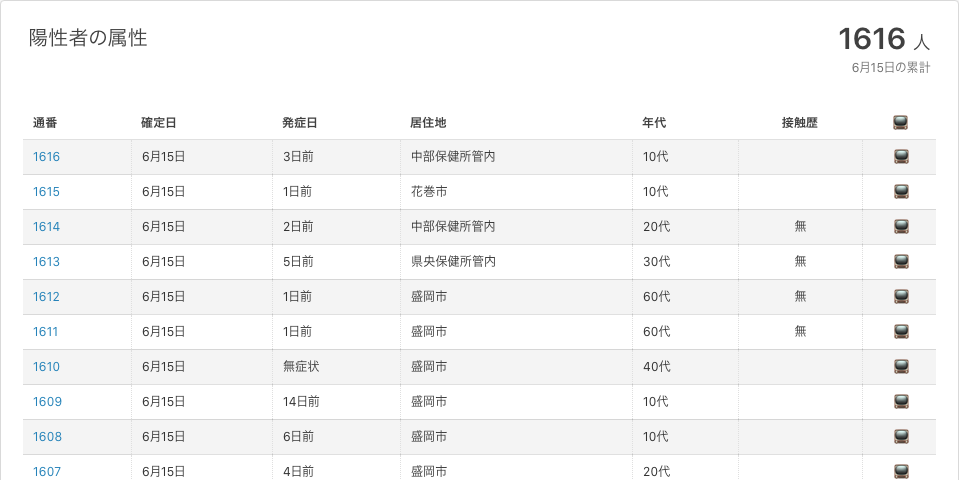 陽性者の属性
1616 人
6月15日の累計
通番 確定日 発症日 居住地 年代 接触歴
1616 6月15日 3日前 中部保健所管内 10代
1615 6月15日 1日前 花巻市 10代
1614 6月15日 2日前 中部保健所管内 20代 無
1613 6月15日 5日前 県央保健所管内 30代 無
1612 6月15日 1日前 盛岡市 60代 無
1611 6月15日 1日前 盛岡市 60代 無
1610 6月15日 無症状 盛岡市 40代
1609 6月15日 14日前 盛岡市 10代
1608 6月15日 6日前 盛岡市 10代
1607 6月15日 4日前 盛岡市 20代